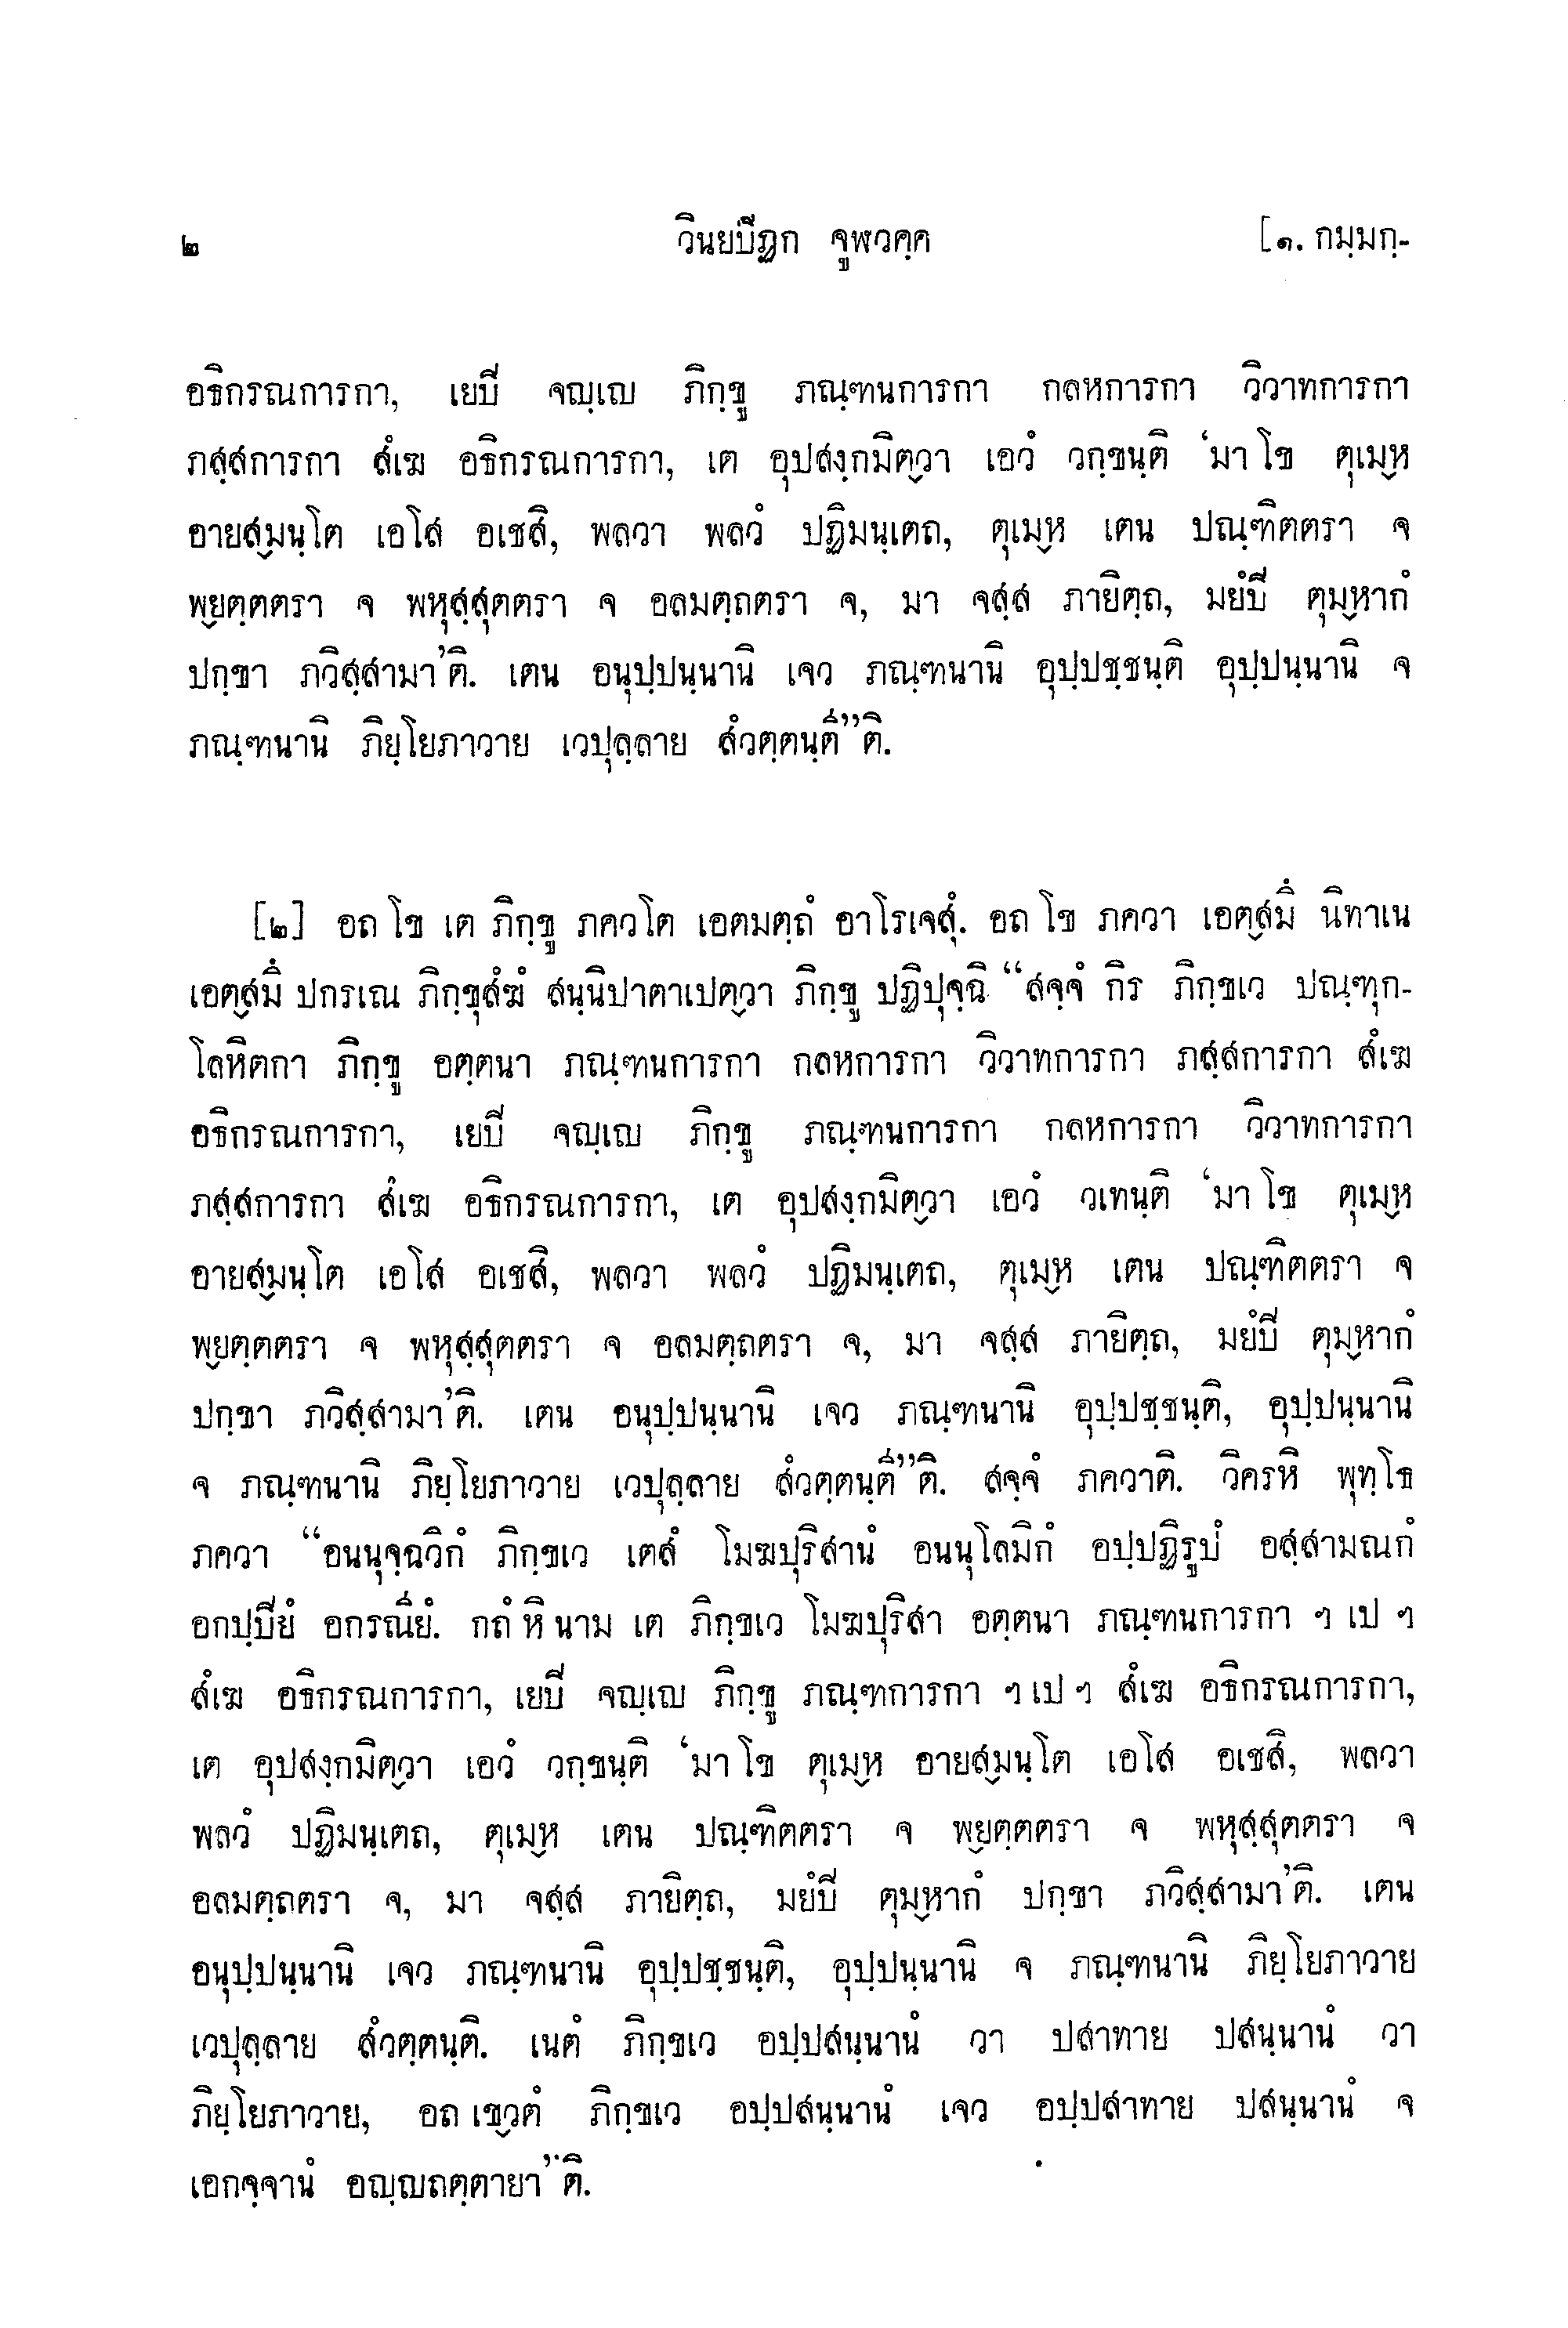 ๒ วินยปิฏก จูฬวคฺค [๑. กมฺมกฺ-
อธิกรณการกา, เยปิ จญฺเญ ภิกฺขู ภณฺฑนการกา กลหการกา วิวาทการกา
ภสฺสการกา สํเฆ อธิกรณการกา, เต อุปสงฺกมิตฺวา เอวํ วกฺขนฺติ ‘มา โข ตุเมฺห
อายสฺมนฺโต เอโส อเชสิ, พลวา พลวํ ปฏิมนฺเตถ, ตุเมฺห เตน ปณฺฑิตตรา จ
พฺยตฺตตรา จ พหุสฺสุตตรา จ อลมตฺถตรา จ, มา จสฺส ภายิตฺถ, มยํปิ ตุมฺหากํ
ปกฺขา ภวิสฺสามา’ติ. เตน อนุปฺปนฺนานิ เจว ภณฺฑนานิ อุปฺปชฺชนฺติ อุปฺปนฺนานิ จ
ภณฺฑนานิ ภิยฺโยภาวาย เวปุลฺลาย สํวตฺตนฺตี”ติ.
[๒] อถ โข เต ภิกฺขู ภควโต เอตมตฺถํ อาโรเจสุํ. อถ โข ภควา เอตฺสมึ นิทาเน
เอตฺสมึ ปกรเณ ภิกฺขุสํฆํ สนฺนิปาตาเปตฺวา ภิกฺขู ปฏิปุจฺฉิ “สจฺจํ กิร ภิกฺขเว ปณฺฑุก-
โลหิตกา ภิกฺขู อตฺตนา ภณฺฑนการกา กลหการกา วิวาทการกา ภสฺสการกา สํเฆ
อธิกรณการกา, เยปิ จญฺเญ ภิกฺขู ภณฺฑนการกา กลหการกา วิวาทการกา
ภสฺสการกา สํเฆ อธิกรณการกา, เต อุปสงฺกมิตฺวา เอวํ วเทนฺติ ‘มา โข ตุเมฺห
อายสฺมนฺโต เอโส อเชสิ, พลวา พลวํ ปฏิมนฺเตถ, ตุเมฺห เตน ปณฺฑิตตรา จ
พฺยตฺตตรา จ พหุสฺสุตตรา จ อลมตฺถตรา จ, มา จสฺส ภายิตฺถ, มยํปิ ตุมฺหากํ
ปกฺขา ภวิสฺสามา’ติ. เตน อนุปฺปนฺนานิ เจว ภณฺฑนานิ อุปฺปชฺชนฺติ, อุปฺปนฺนานิ
จ ภณฺฑนานิ ภิยฺโยภาวาย เวปุลฺลาย สํวตฺตนฺตี”ติ. สจฺจํ ภควาติ. วิครหิ พุทฺโธ
ภควา “อนนุจฺฉวิกํ ภิกฺขเว เตสํ โมฆปุริสานํ อนนุโลมิกํ อปฺปฏิรูปํ อสฺสามณกํ
อกปฺปิยํ อกรณียํ. กถํ หิ นาม เต ภิกฺขเว โมฆปุริสา อตฺตนา ภณฺฑนการกา ฯ เป ฯ
สํเฆ อธิกรณการกา, เยปิ จญฺเญ ภิกฺขู ภณฺฑการกา ฯ เป ฯ สํเฆ อธิกรณการกา,
เต อุปสงฺกมิตฺวา เอวํ วกฺขนฺติ ‘มา โข ตุเมฺห อายสฺมนฺโต เอโส อเชสิ, พลวา
พลวํ ปฏิมนฺเตถ, ตุเมฺห เตน ปณฺฑิตตรา จ พฺยตฺตตรา จ พหุสฺสุตตรา จ
อลมตฺถตรา จ, มา จสฺส ภายิตฺถ, มยํปิ ตุมฺหากํ ปกฺขา ภวิสฺสามา’ติ. เตน
อนุปฺปนฺนานิ เจว ภณฺฑนานิ อุปฺปชฺชนฺติ, อุปฺปนฺนานิ จ ภณฺฑนานิ ภิยฺโยภาวาย
เวปุลฺลาย สํวตฺตนฺติ. เนตํ ภิกฺขเว อปฺปสนฺนานํ วา ปสาทาย ปสนฺนานํ วา
ภิยฺโยภาวาย, อถ เขฺวตํ ภิกฺขเว อปฺปสนฺนานํ เจว อปฺปสาทาย ปสนฺนานํ จ
เอกจฺจานํ อญฺญถตฺตายา”ติ.